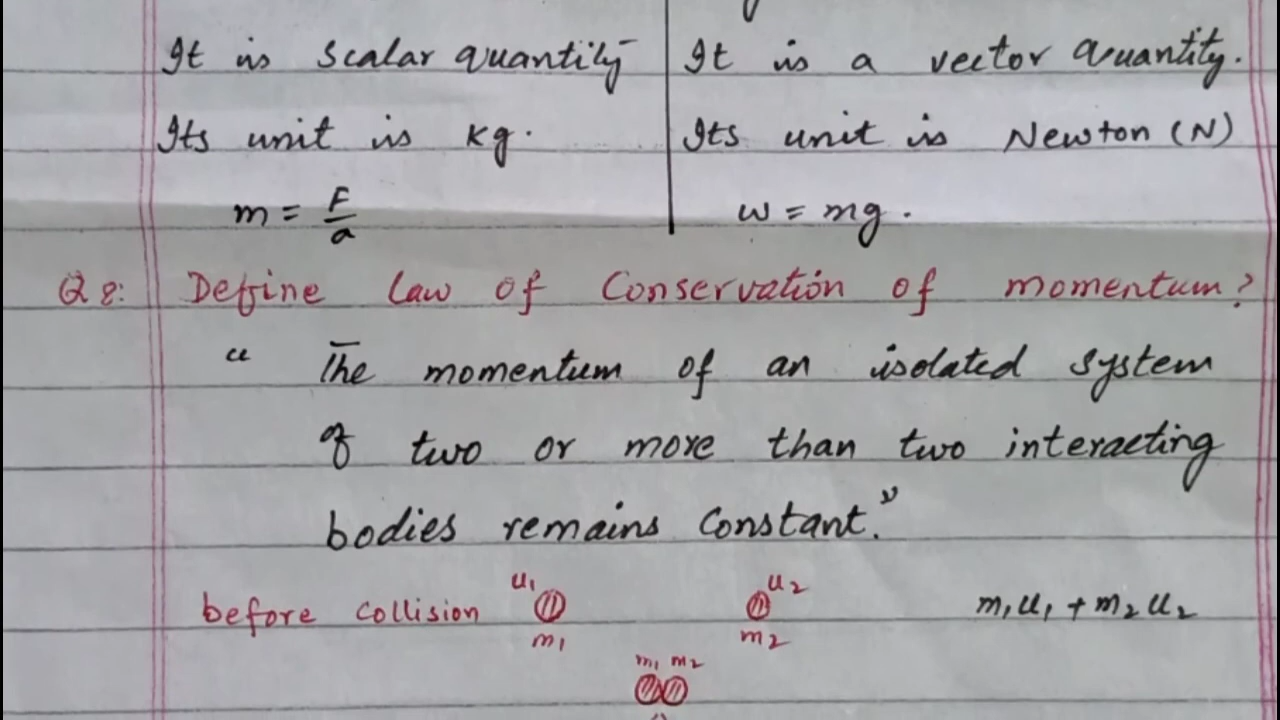 It is scalar quantity
It is a vector quantity.
Its unit is kg.
Its unit is Newton (N)
m = F/a
w = mg.
Q8: Define law of Conservation of momentum?
“ The momentum of an isolated system
of two or more than two interacting
bodies remains constant.”
before collision u₁ u₂ m₁u₁ + m₂u₂
m₁ m₂
m₁ m₂